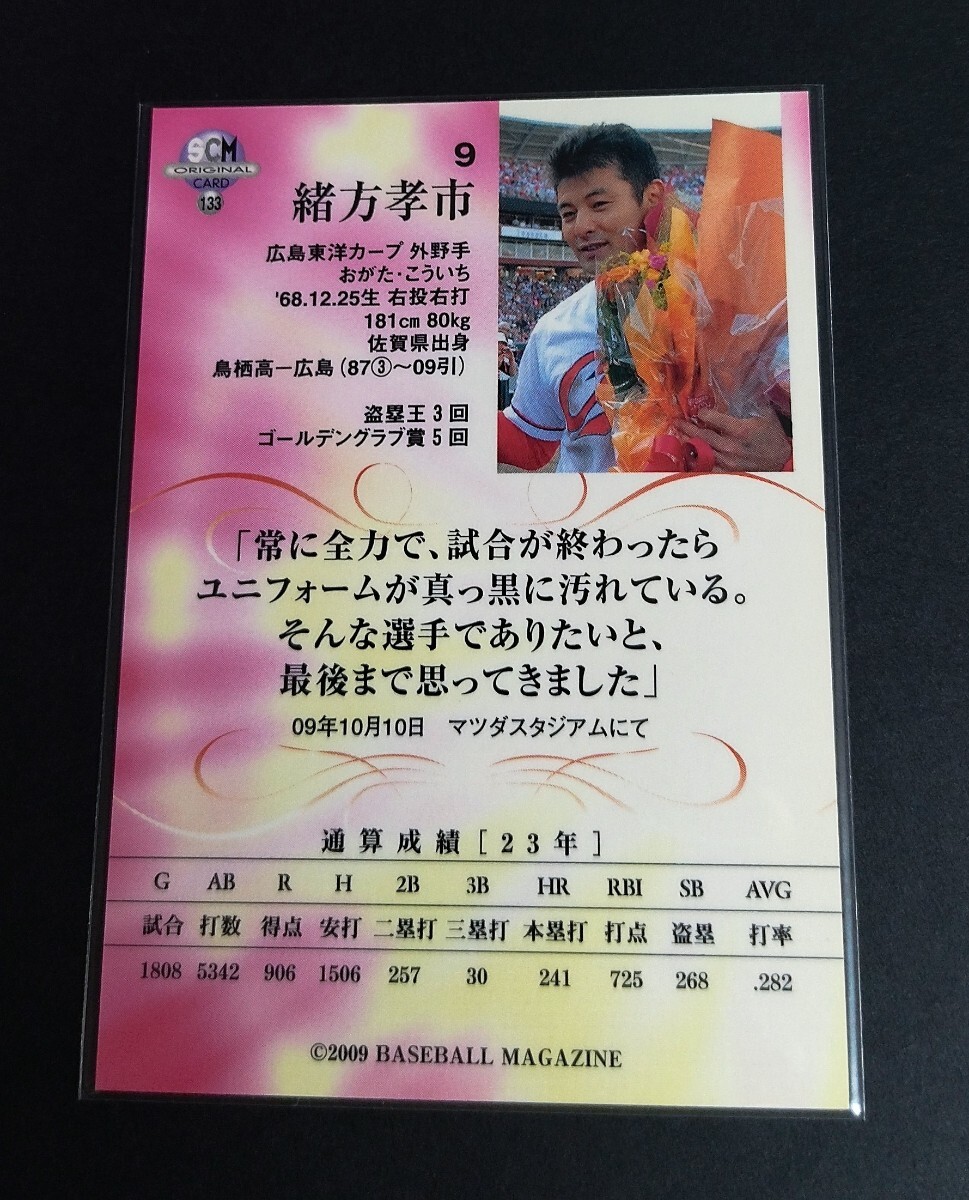 SCM
ORIGINAL
CARD
133
9
緒方孝市
広島東洋カープ 外野手
おがた・こういち
'68.12.25生 右投右打
181cm 80kg
佐賀県出身
鳥栖高―広島(87③〜09引)
盗塁王 3 回
ゴールデングラブ賞 5 回
「常に全力で、試合が終わったら
ユニフォームが真っ黒に汚れている。
そんな選手でありたいと、
最後まで思ってきました」
09年10月10日 マツダスタジアムにて
通算成績[23年]
G AB R H 2B 3B HR RBI SB AVG
試合 打数 得点 安打 二塁打 三塁打 本塁打 打点 盗塁 打率
1808 5342 906 1506 257 30 241 725 268 .282
©2009 BASEBALL MAGAZINE